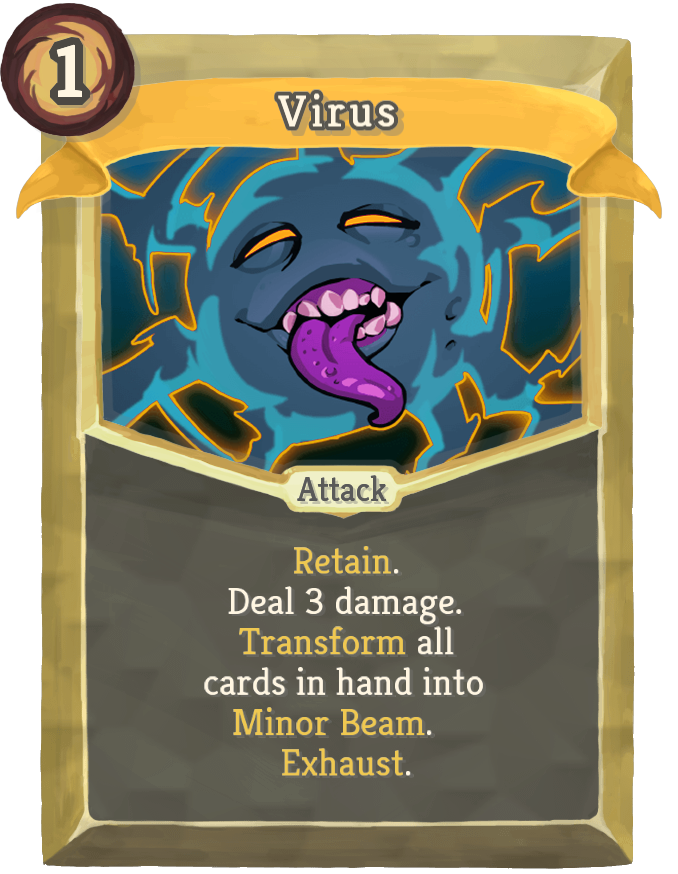 1
Virus
Attack
Retain.
Deal 3 damage.
Transform all
cards in hand into
Minor Beam.
Exhaust.